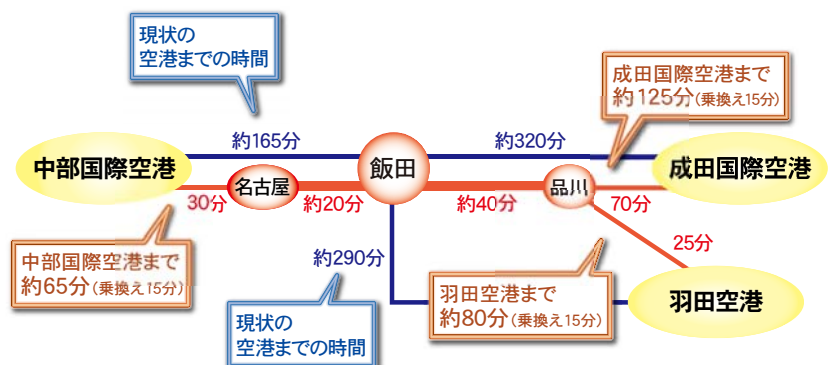 現状の
空港までの時間
成田国際空港まで
約125分(乗換え15分)
約165分
約320分
中部国際空港
飯田
成田国際空港
名古屋
品川
30分
約20分
約40分
70分
中部国際空港まで
約65分(乗換え15分)
約290分
25分
羽田空港まで
約80分(乗換え15分)
羽田空港
現状の
空港までの時間